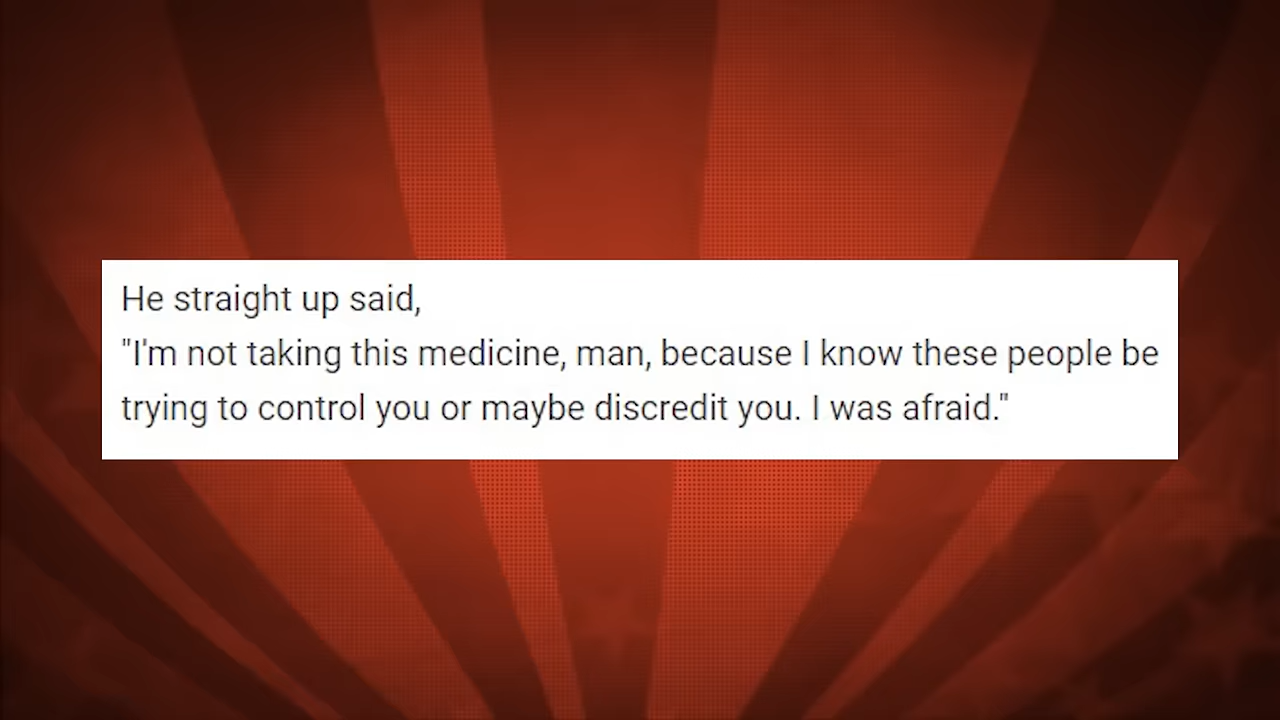 He straight up said,
"I'm not taking this medicine, man, because I know these people be
trying to control you or maybe discredit you. I was afraid."